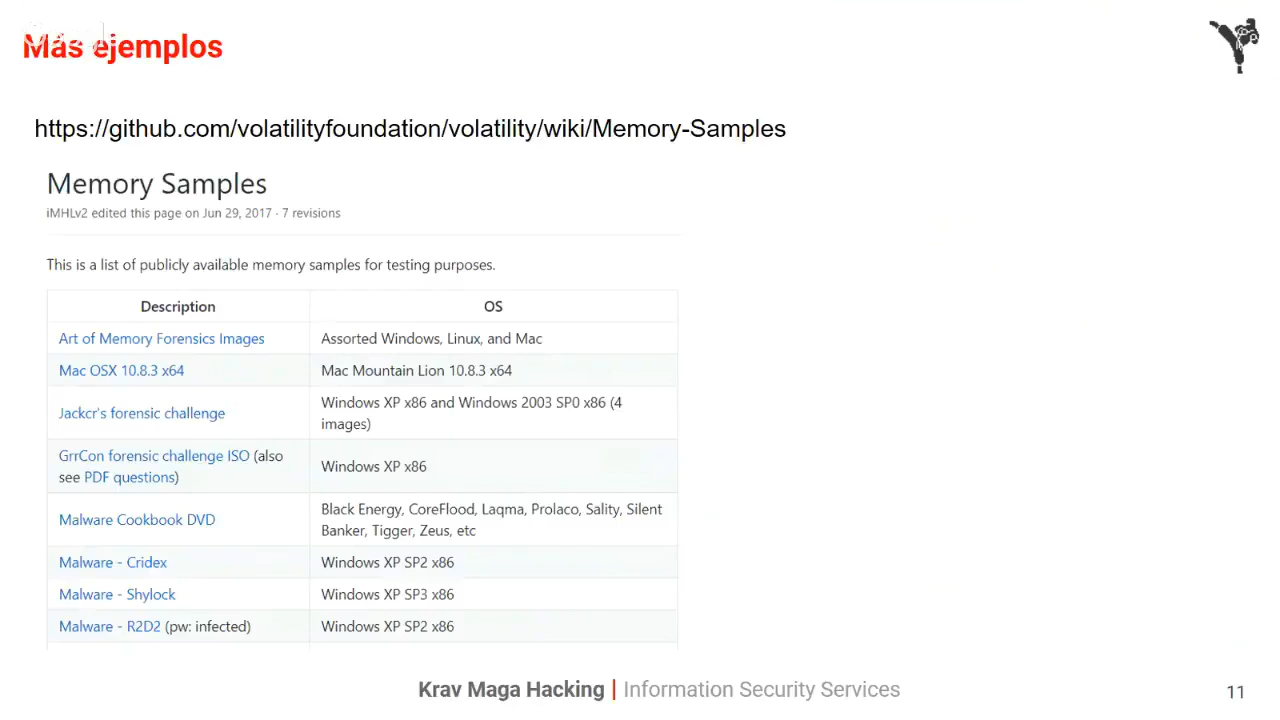 Más ejemplos
https://github.com/volatilityfoundation/volatility/wiki/Memory-Samples
Memory Samples
iMHLv2 edited this page on Jun 29, 2017 · 7 revisions
This is a list of publicly available memory samples for testing purposes.
Description OS
Art of Memory Forensics Images Assorted Windows, Linux, and Mac
Mac OSX 10.8.3 x64 Mac Mountain Lion 10.8.3 x64
Jackcr's forensic challenge Windows XP x86 and Windows 2003 SP0 x86 (4
images)
GrrCon forensic challenge ISO (also
see PDF questions) Windows XP x86
Malware Cookbook DVD Black Energy, CoreFlood, Laqma, Prolaco, Sality, Silent
Banker, Tigger, Zeus, etc
Malware - Cridex Windows XP SP2 x86
Malware - Shylock Windows XP SP3 x86
Malware - R2D2 (pw: infected) Windows XP SP2 x86
Krav Maga Hacking | Information Security Services
11